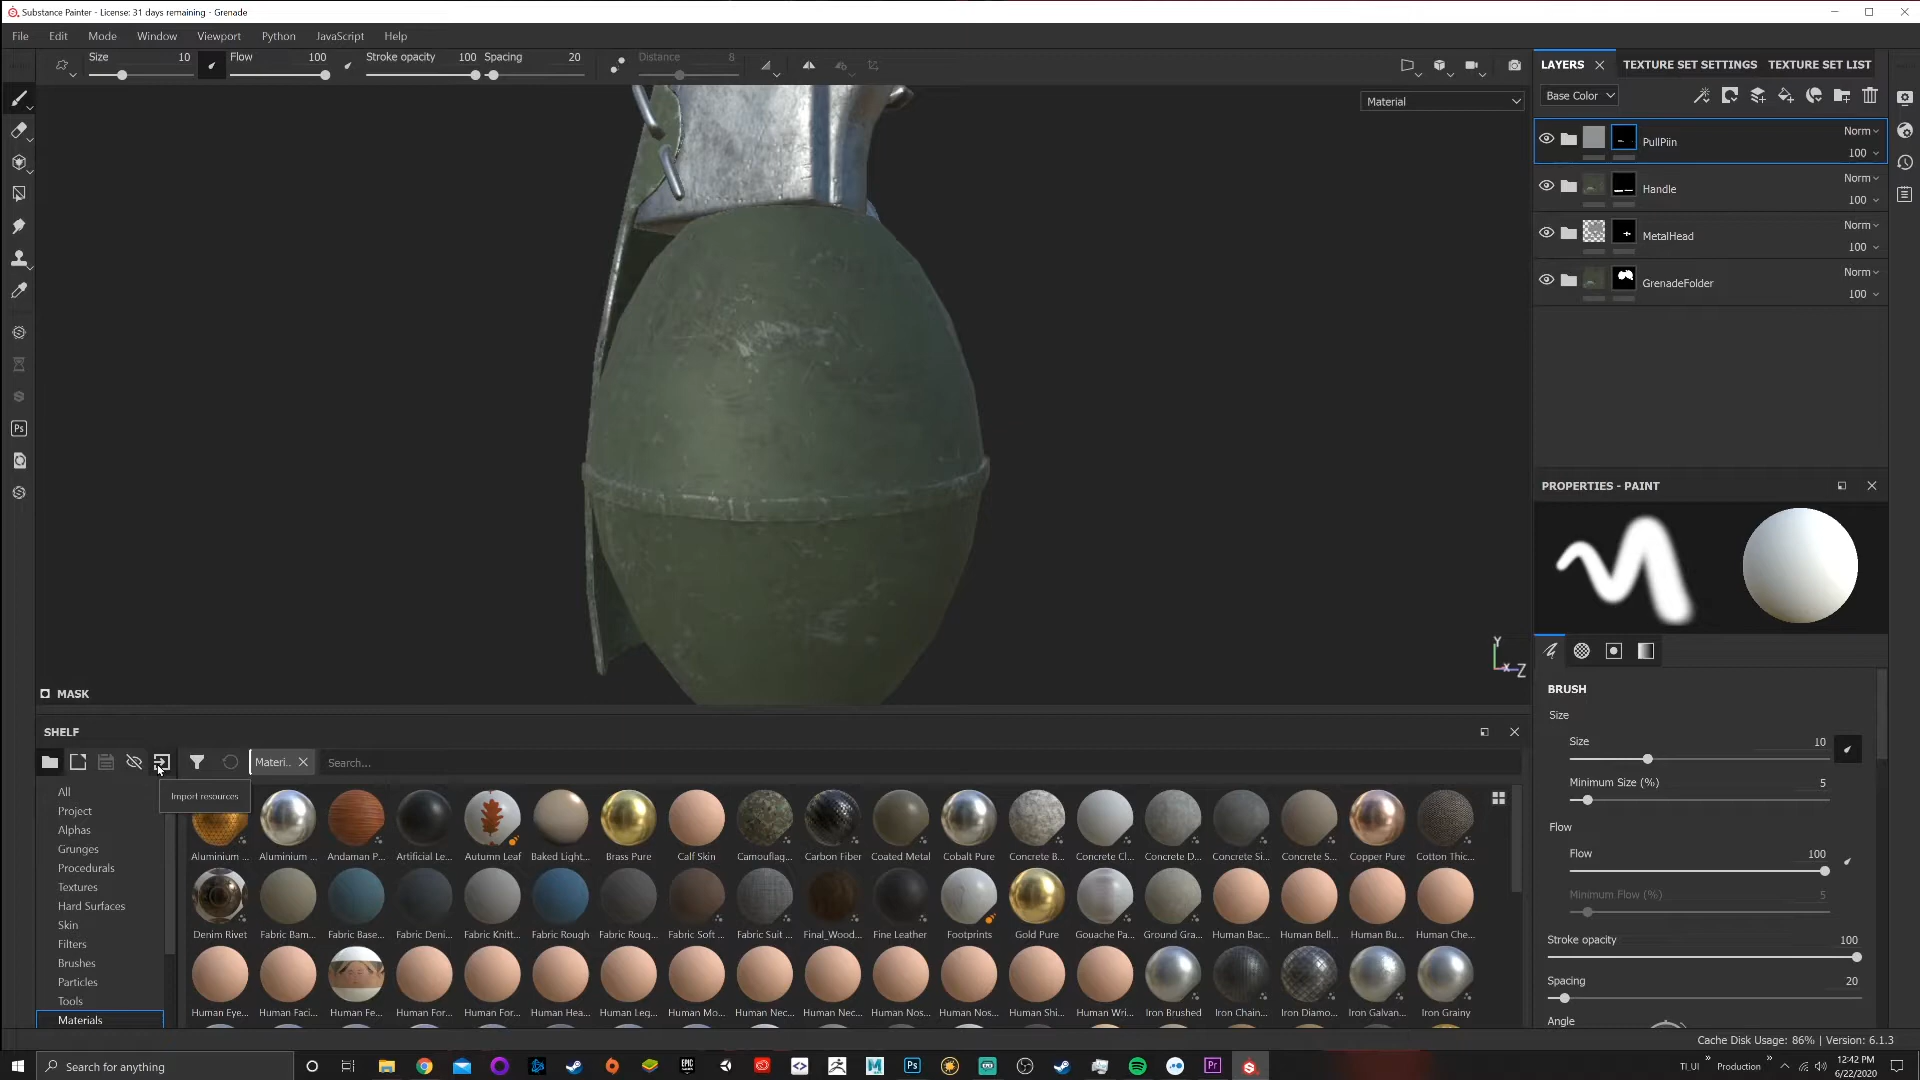 Substance Painter - License: 31 days remaining - Grenade
File Edit Mode Window Viewport Python JavaScript Help
Size 10 Flow 100 Stroke opacity 100 Spacing 20 Distance 8
Material
LAYERS TEXTURE SET SETTINGS TEXTURE SET LIST
Base Color
PullPiin Norm 100
Handle Norm 100
MetalHead Norm 100
GrenadeFolder Norm 100
PROPERTIES - PAINT
BRUSH
Size
Size 10
Minimum Size (%) 5
Flow
Flow 100
Minimum Flow (%) 5
Stroke opacity 100
Spacing 20
Angle
Y
X Z
MASK
SHELF
Materi.. Search...
Import resources
All
Project
Alphas
Grunges
Procedurals
Textures
Hard Surfaces
Skin
Filters
Brushes
Particles
Tools
Materials
Aluminium ... Aluminium ... Andaman P... Artificial Le... Autumn Leaf Baked Light... Brass Pure Calf Skin Camouflag... Carbon Fiber Coated Metal Cobalt Pure Concrete B... Concrete Cl... Concrete D... Concrete Si... Concrete S... Copper Pure Cotton Thic...
Denim Rivet Fabric Bam... Fabric Base... Fabric Deni... Fabric Knitt... Fabric Rough Fabric Roug... Fabric Soft ... Fabric Suit ... Final_Wood... Fine Leather Footprints Gold Pure Gouache Pa... Ground Gra... Human Bac... Human Bell... Human Bu... Human Che...
Human Eye... Human Faci... Human Fe... Human For... Human For... Human Hea... Human Leg... Human Mo... Human Nec... Human Nec... Human Nos... Human Nos... Human Shi... Human Wri... Iron Brushed Iron Chain... Iron Diamo... Iron Galvan... Iron Grainy
Cache Disk Usage: 86% | Version: 6.1.3
Ps
Search for anything
EPIC GAMES
M Ps Pr
TI_UI Production
12:42 PM
6/22/2020